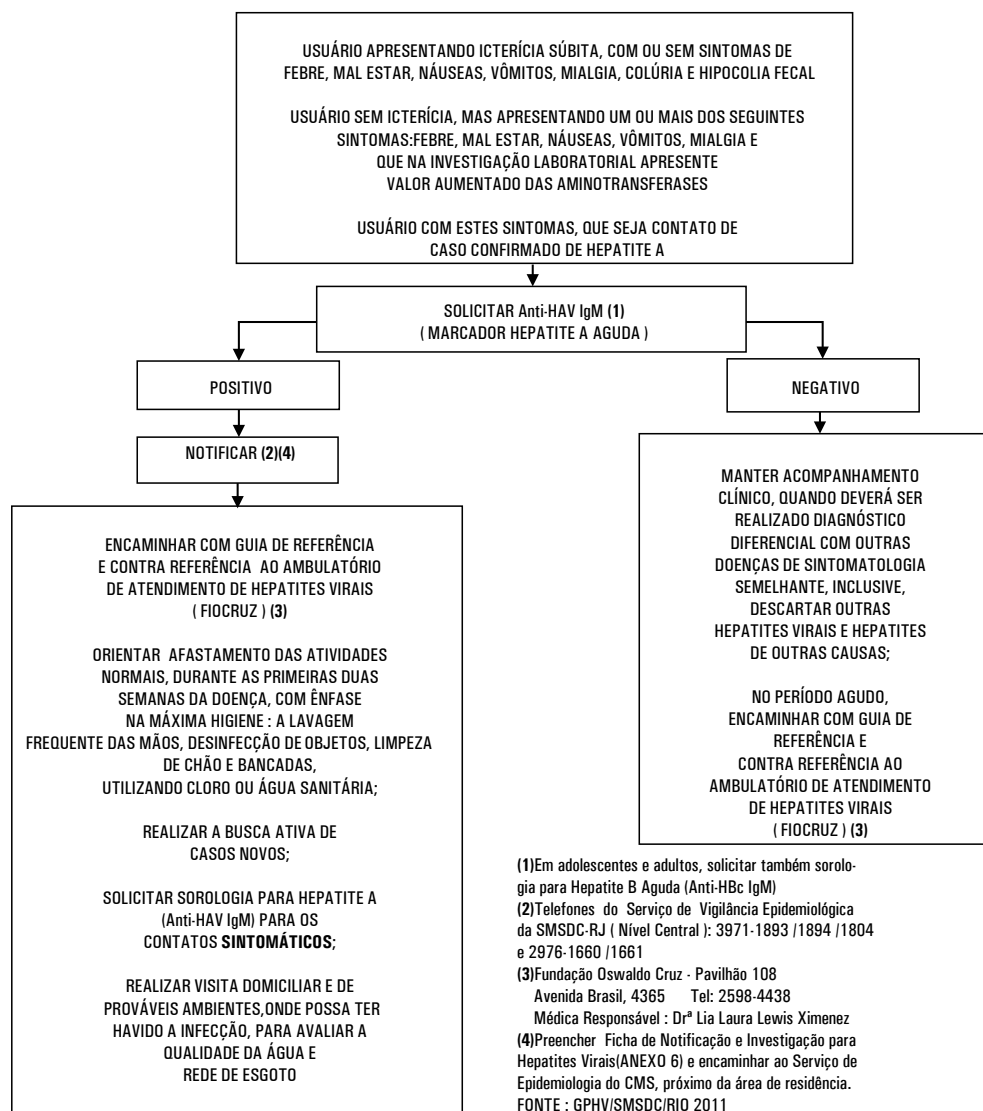 USUÁRIO APRESENTANDO ICTERÍCIA SÚBITA, COM OU SEM SINTOMAS DE
FEBRE, MAL ESTAR, NÁUSEAS, VÔMITOS, MIALGIA, COLÚRIA E HIPOCOLIA FECAL
USUÁRIO SEM ICTERÍCIA, MAS APRESENTANDO UM OU MAIS DOS SEGUINTES
SINTOMAS:FEBRE, MAL ESTAR, NÁUSEAS, VÔMITOS, MIALGIA E
QUE NA INVESTIGAÇÃO LABORATORIAL APRESENTE
VALOR AUMENTADO DAS AMINOTRANSFERASES
USUÁRIO COM ESTES SINTOMAS, QUE SEJA CONTATO DE
CASO CONFIRMADO DE HEPATITE A
SOLICITAR Anti-HAV IgM (1)
( MARCADOR HEPATITE A AGUDA )
POSITIVO
NOTIFICAR (2)(4)
ENCAMINHAR COM GUIA DE REFERÊNCIA
E CONTRA REFERÊNCIA AO AMBULATÓRIO
DE ATENDIMENTO DE HEPATITES VIRAIS
( FIOCRUZ ) (3)
ORIENTAR AFASTAMENTO DAS ATIVIDADES
NORMAIS, DURANTE AS PRIMEIRAS DUAS
SEMANAS DA DOENÇA, COM ÊNFASE
NA MÁXIMA HIGIENE : A LAVAGEM
FREQUENTE DAS MÃOS, DESINFECÇÃO DE OBJETOS, LIMPEZA
DE CHÃO E BANCADAS,
UTILIZANDO CLORO OU ÁGUA SANITÁRIA;
REALIZAR A BUSCA ATIVA DE
CASOS NOVOS;
SOLICITAR SOROLOGIA PARA HEPATITE A
(Anti-HAV IgM) PARA OS
CONTATOS SINTOMÁTICOS;
REALIZAR VISITA DOMICILIAR E DE
PROVÁVEIS AMBIENTES,ONDE POSSA TER
HAVIDO A INFECÇÃO, PARA AVALIAR A
QUALIDADE DA ÁGUA E
REDE DE ESGOTO
NEGATIVO
MANTER ACOMPANHAMENTO
CLÍNICO, QUANDO DEVERÁ SER
REALIZADO DIAGNÓSTICO
DIFERENCIAL COM OUTRAS
DOENÇAS DE SINTOMATOLOGIA
SEMELHANTE, INCLUSIVE,
DESCARTAR OUTRAS
HEPATITES VIRAIS E HEPATITES
DE OUTRAS CAUSAS;
NO PERÍODO AGUDO,
ENCAMINHAR COM GUIA DE
REFERÊNCIA E
CONTRA REFERÊNCIA AO
AMBULATÓRIO DE ATENDIMENTO
DE HEPATITES VIRAIS
( FIOCRUZ ) (3)
(1)Em adolescentes e adultos, solicitar também sorolo-
gia para Hepatite B Aguda (Anti-HBc IgM)
(2)Telefones do Serviço de Vigilância Epidemiológica
da SMSDC-RJ ( Nível Central ): 3971-1893 /1894 /1804
e 2976-1660 /1661
(3)Fundação Oswaldo Cruz - Pavilhão 108
Avenida Brasil, 4365 Tel: 2598-4438
Médica Responsável : Drª Lia Laura Lewis Ximenez
(4)Preencher Ficha de Notificação e Investigação para
Hepatites Virais(ANEXO 6) e encaminhar ao Serviço de
Epidemiologia do CMS, próximo da área de residência.
FONTE : GPHV/SMSDC/RIO 2011